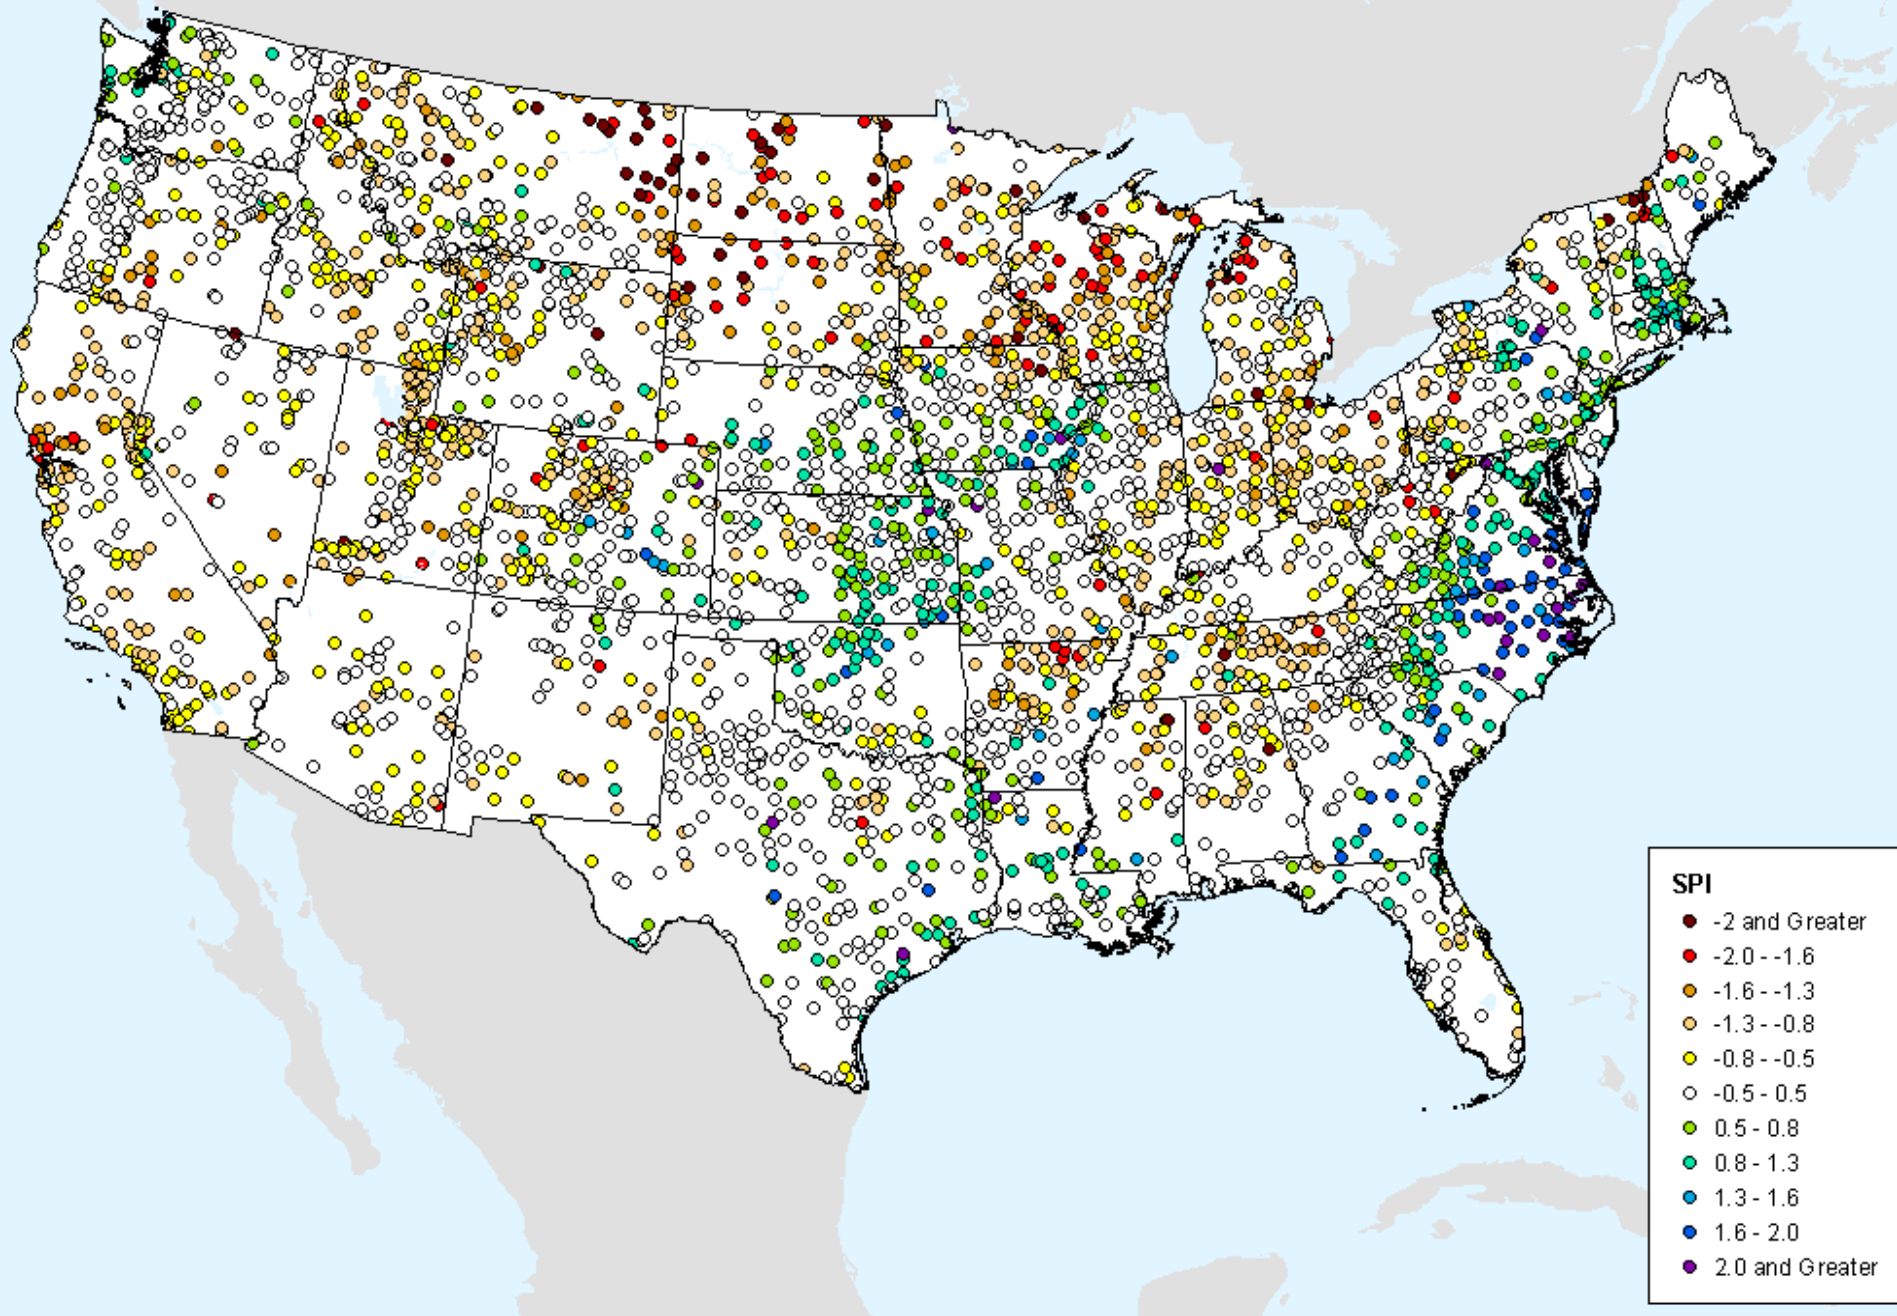 SPI
-2 and Greater
-2.0 - -1.6
-1.6 - -1.3
-1.3 - -0.8
-0.8 - -0.5
-0.5 - 0.5
0.5 - 0.8
0.8 - 1.3
1.3 - 1.6
1.6 - 2.0
2.0 and Greater